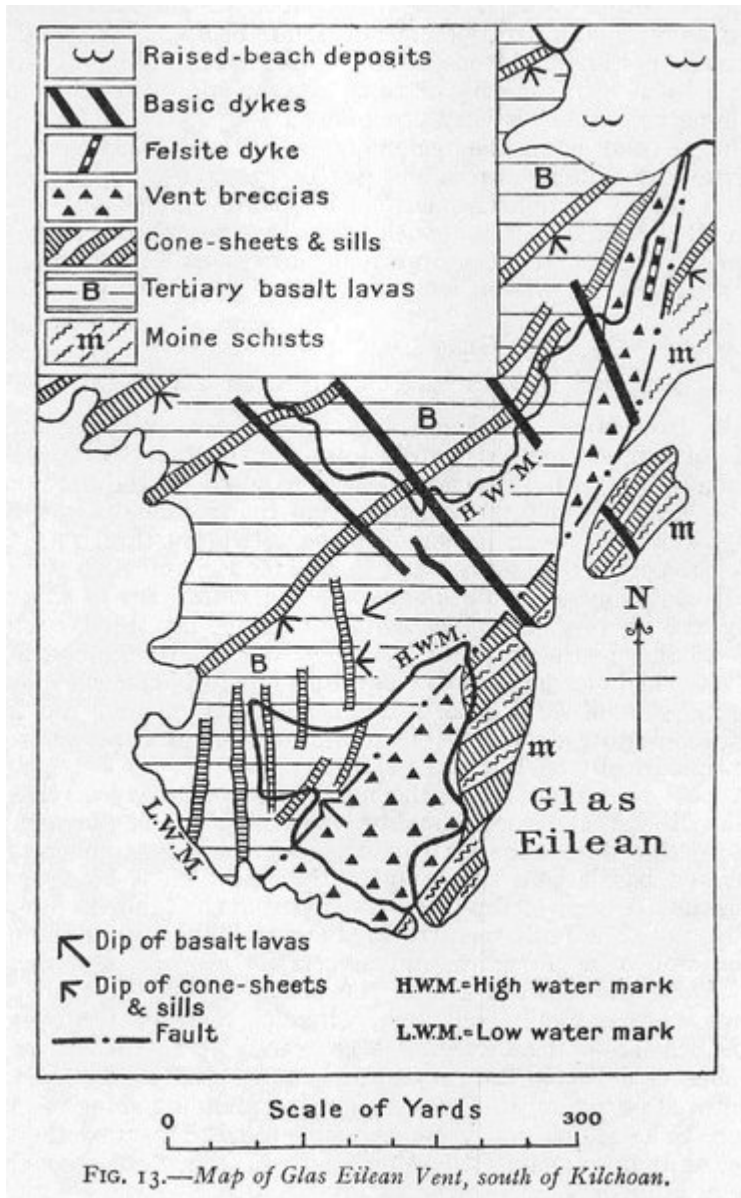 Raised-beach deposits
Basic dykes
Felsite dyke
Vent breccias
Cone-sheets & sills
B Tertiary basalt lavas
m Moine schists
B
m
B
H.W.M.
m
N
H.W.M.
B
m
Glas
Eilean
L.W.M.
Dip of basalt lavas
Dip of cone-sheets
& sills
Fault
H.W.M.=High water mark
L.W.M.=Low water mark
Scale of Yards
0 300
FIG. 13.—Map of Glas Eilean Vent, south of Kilchoan.